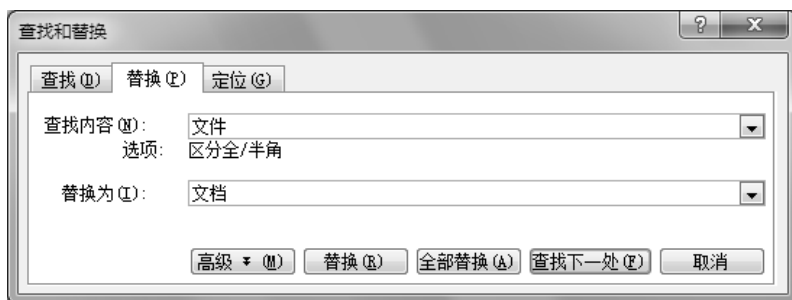 查找和替换
查找(D) 替换(P) 定位(G)
查找内容(N): 文件
选项: 区分全/半角
替换为(I): 文档
高级 (M) 替换(R) 全部替换(A) 查找下一处(F) 取消